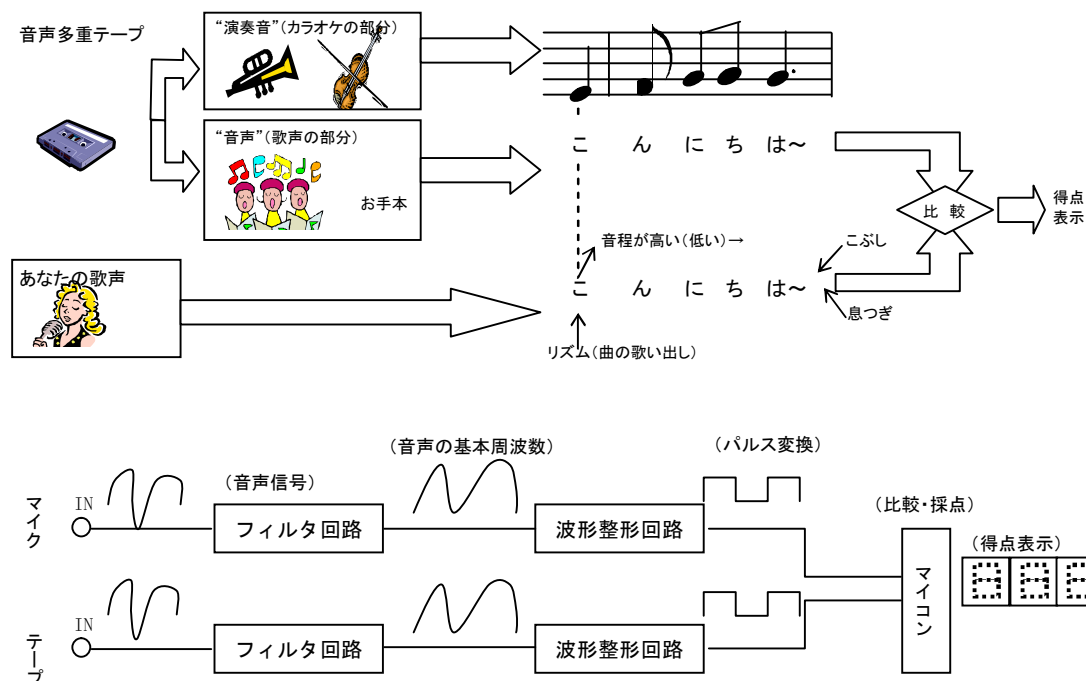 音声多重テープ
“演奏音”(カラオケの部分)
“音声”(歌声の部分)
お手本
こ ん に ち は～
比 較
得点
表示
音程が高い(低い)→
こぶし
あなたの歌声
こ ん に ち は～
息つぎ
リズム(曲の歌い出し)
(音声の基本周波数)
(パルス変換)
(音声信号)
(比較・採点)
マイク
IN
フィルタ回路
波形整形回路
(得点表示)
マイコン
テープ
IN
フィルタ回路
波形整形回路